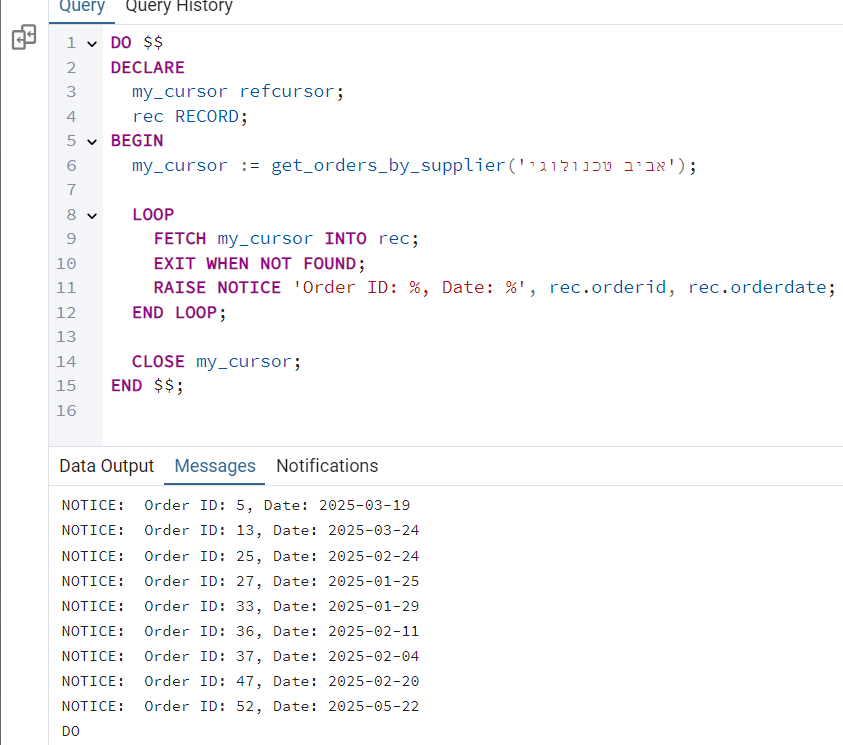 Query Query History
1 DO $$
2 DECLARE
3 my_cursor refcursor;
4 rec RECORD;
5 BEGIN
6 my_cursor := get_orders_by_supplier('אביב טכנולוגי');
7
8 LOOP
9 FETCH my_cursor INTO rec;
10 EXIT WHEN NOT FOUND;
11 RAISE NOTICE 'Order ID: %, Date: %', rec.orderid, rec.orderdate;
12 END LOOP;
13
14 CLOSE my_cursor;
15 END $$;
16
Data Output Messages Notifications
NOTICE: Order ID: 5, Date: 2025-03-19
NOTICE: Order ID: 13, Date: 2025-03-24
NOTICE: Order ID: 25, Date: 2025-02-24
NOTICE: Order ID: 27, Date: 2025-01-25
NOTICE: Order ID: 33, Date: 2025-01-29
NOTICE: Order ID: 36, Date: 2025-02-11
NOTICE: Order ID: 37, Date: 2025-02-04
NOTICE: Order ID: 47, Date: 2025-02-20
NOTICE: Order ID: 52, Date: 2025-05-22
DO